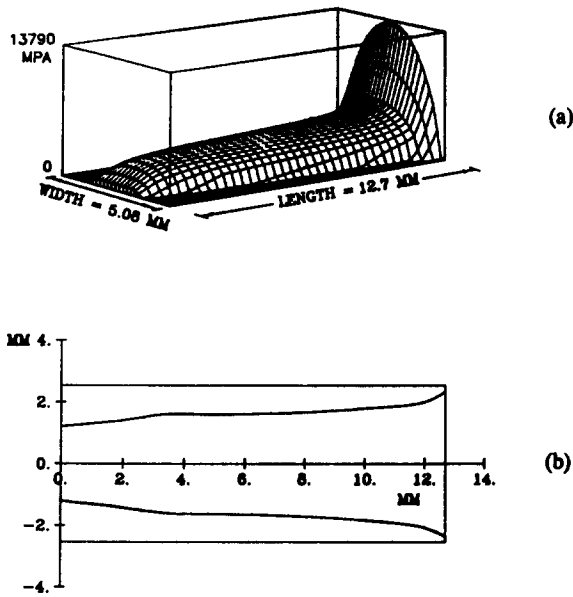 13790
MPA
0
WIDTH = 5.08 MM
LENGTH = 12.7 MM
(a)
MM 4.
2.
0.
0. 2. 4. 6. 8. 10. 12. 14.
MM
-2.
-4.
(b)